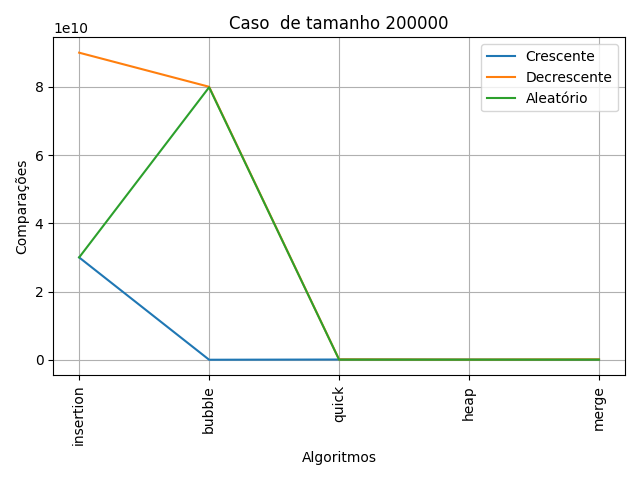 Caso  de tamanho 200000
1e10
Crescente
Decrescente
Aleatório
Comparações
8
6
4
2
0
insertion
bubble
quick
heap
merge
Algoritmos